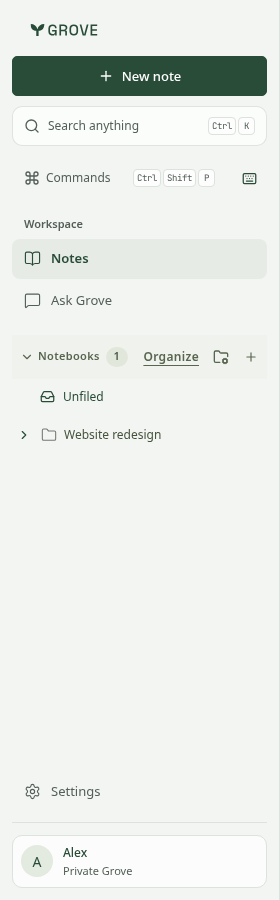 GROVE
New note
Search anything Ctrl K
Commands Ctrl Shift P
Workspace
Notes
Ask Grove
Notebooks 1 Organize
Unfiled
Website redesign
Settings
A
Alex
Private Grove